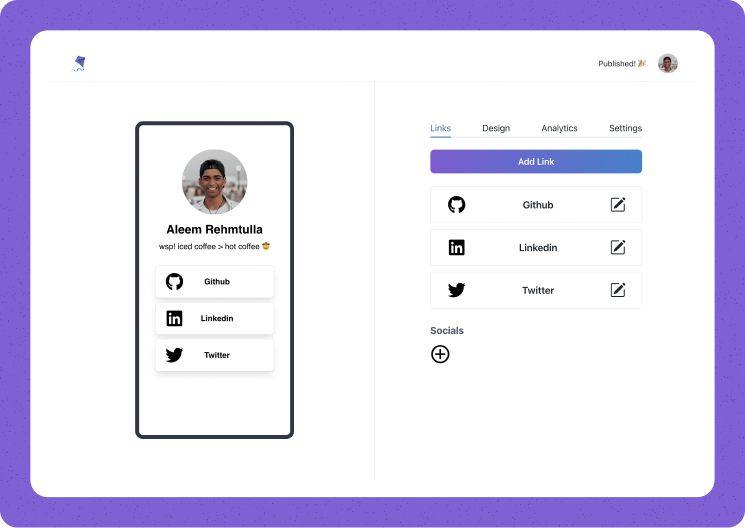 Published! 🎉
Aleem Rehmtulla
wsp! iced coffee > hot coffee 🤠
Github
Linkedin
Twitter
Links Design Analytics Settings
Add Link
Github
Linkedin
Twitter
Socials